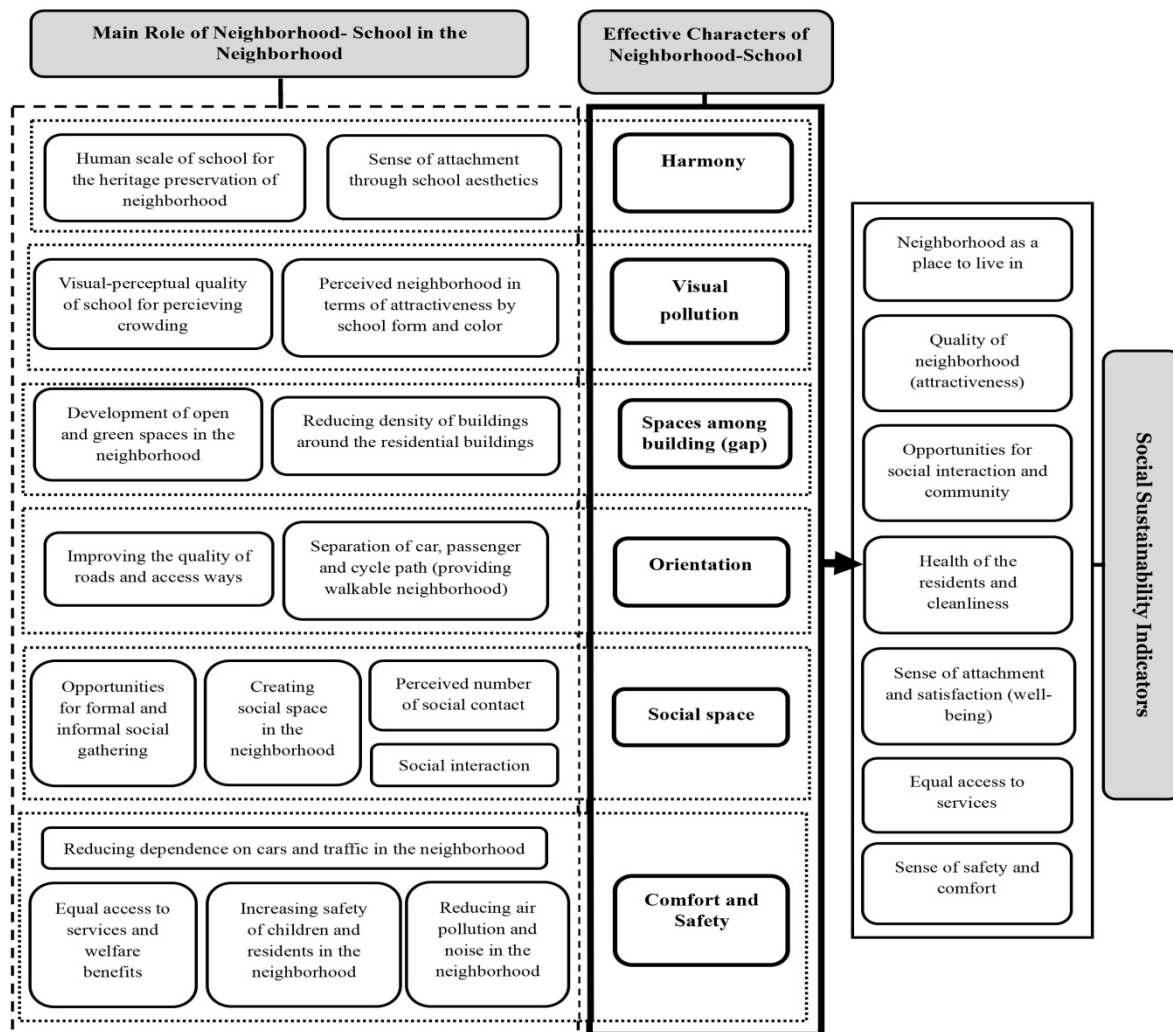 Main Role of Neighborhood- School in the
Neighborhood
Effective Characters of
Neighborhood-School
Human scale of school for
the heritage preservation of
neighborhood
Sense of attachment
through school aesthetics
Harmony
Visual-perceptual quality
of school for percieving
crowding
Perceived neighborhood in
terms of attractiveness by
school form and color
Visual
pollution
Development of open
and green spaces in the
neighborhood
Reducing density of buildings
around the residential buildings
Spaces among
building (gap)
Improving the quality of
roads and access ways
Separation of car, passenger
and cycle path (providing
walkable neighborhood)
Orientation
Opportunities
for formal and
informal social
gathering
Creating
social space
in the
neighborhood
Perceived number
of social contact
Social interaction
Social space
Reducing dependence on cars and traffic in the neighborhood
Equal access to
services and
welfare
benefits
Increasing safety
of children and
residents in the
neighborhood
Reducing air
pollution and
noise in the
neighborhood
Comfort and
Safety
Neighborhood as a
place to live in
Quality of
neighborhood
(attractiveness)
Opportunities for
social interaction and
community
Health of the
residents and
cleanliness
Sense of attachment
and satisfaction (well-
being)
Equal access to
services
Sense of safety and
comfort
Social Sustainability Indicators